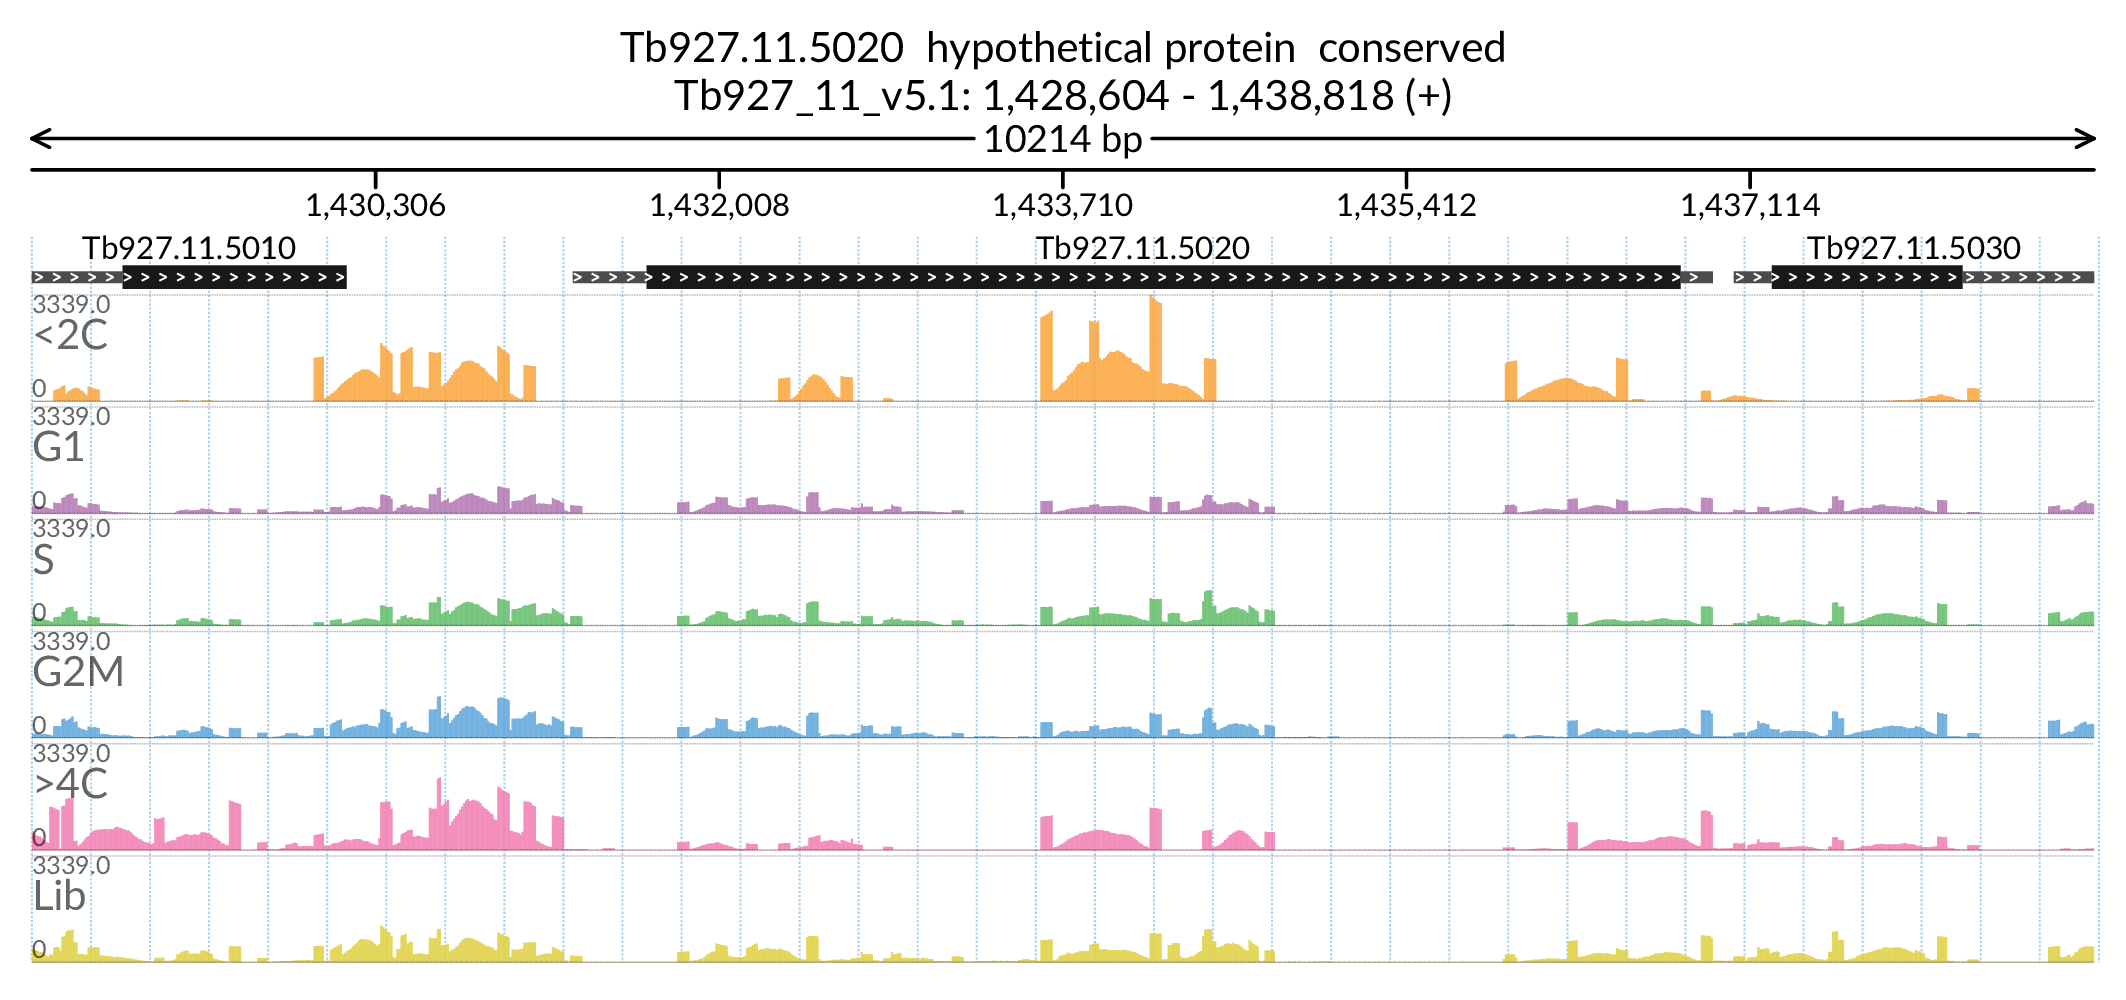 Tb927.11.5020  hypothetical protein  conserved
Tb927_11_v5.1: 1,428,604 - 1,438,818 (+)
10214 bp
1,430,306 1,432,008 1,433,710 1,435,412 1,437,114
Tb927.11.5010 Tb927.11.5020 Tb927.11.5030
3339.0
<2C
0
3339.0
G1
0
3339.0
S
0
3339.0
G2M
0
3339.0
>4C
0
3339.0
Lib
0